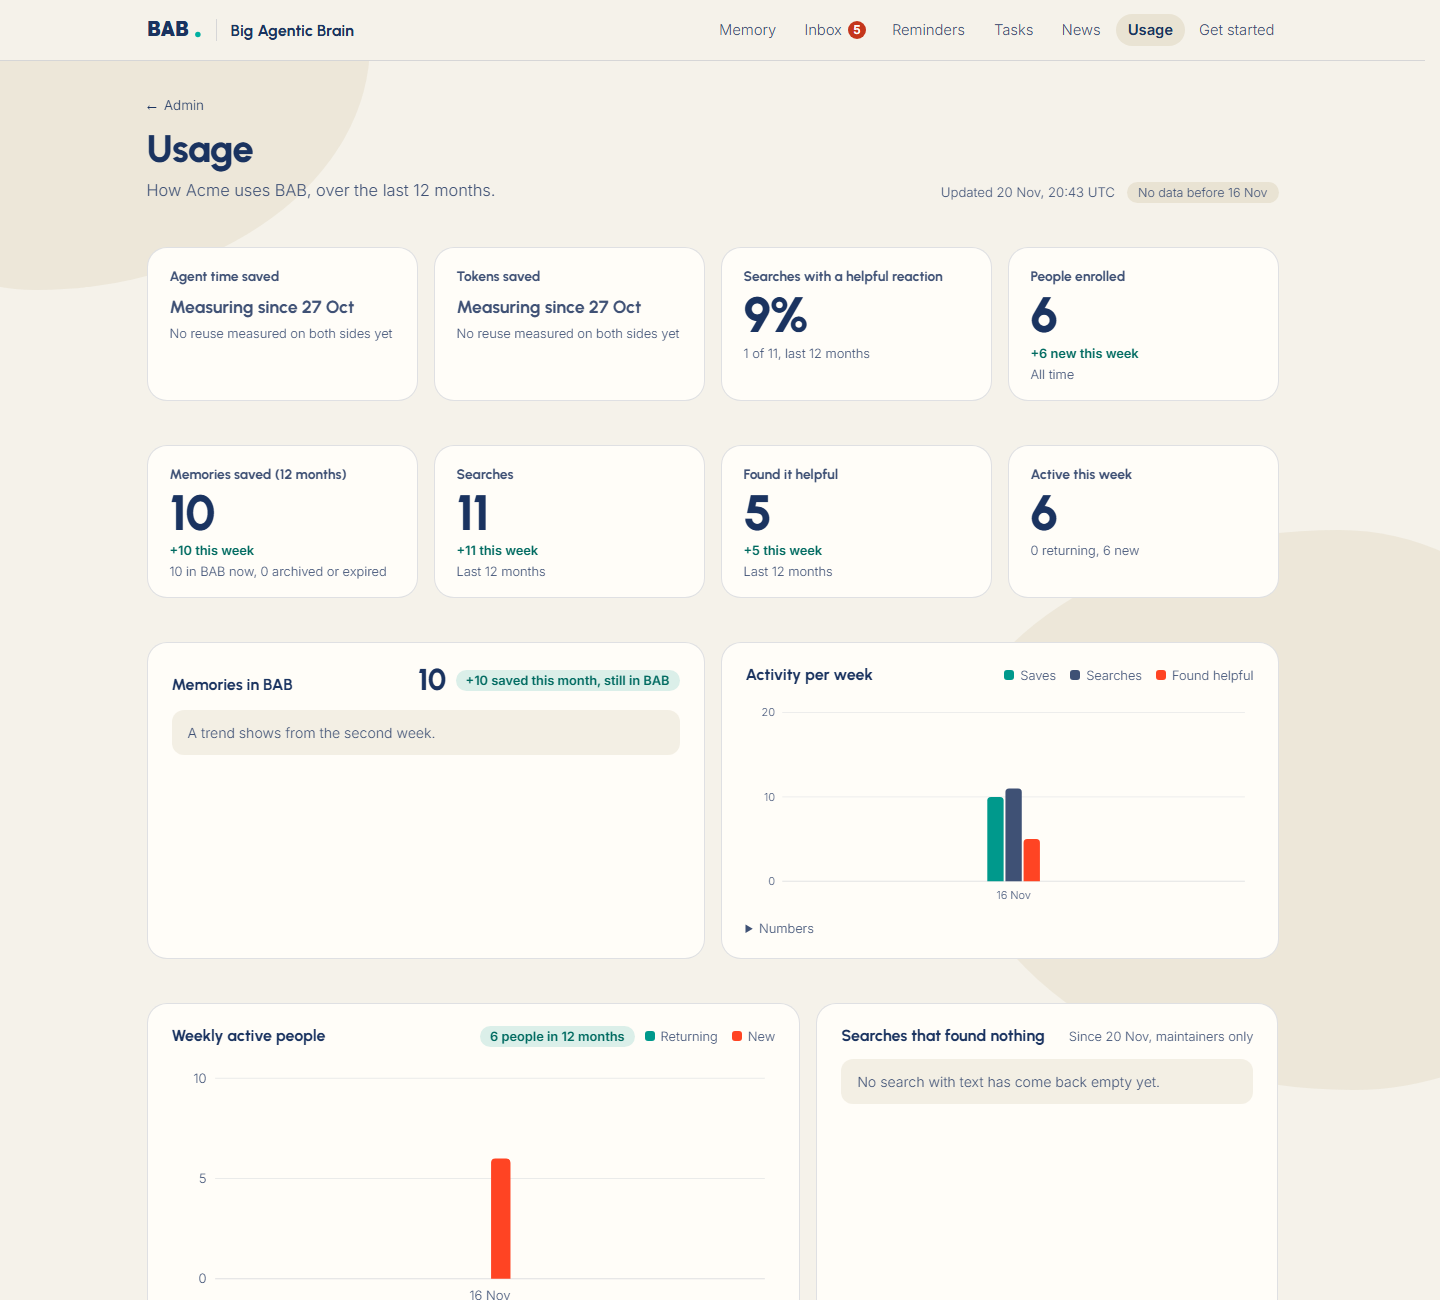 BAB. Big Agentic Brain
Memory Inbox 5 Reminders Tasks News Usage Get started
← Admin
Usage
How Acme uses BAB, over the last 12 months.
Updated 20 Nov, 20:43 UTC No data before 16 Nov
Agent time saved
Measuring since 27 Oct
No reuse measured on both sides yet
Tokens saved
Measuring since 27 Oct
No reuse measured on both sides yet
Searches with a helpful reaction
9%
1 of 11, last 12 months
People enrolled
6
+6 new this week
All time
Memories saved (12 months)
10
+10 this week
10 in BAB now, 0 archived or expired
Searches
11
+11 this week
Last 12 months
Found it helpful
5
+5 this week
Last 12 months
Active this week
6
0 returning, 6 new
Memories in BAB 10 +10 saved this month, still in BAB
A trend shows from the second week.
Activity per week Saves Searches Found helpful
20
10
0
16 Nov
▶ Numbers
Weekly active people 6 people in 12 months Returning New
10
5
0
16 Nov
Searches that found nothing Since 20 Nov, maintainers only
No search with text has come back empty yet.